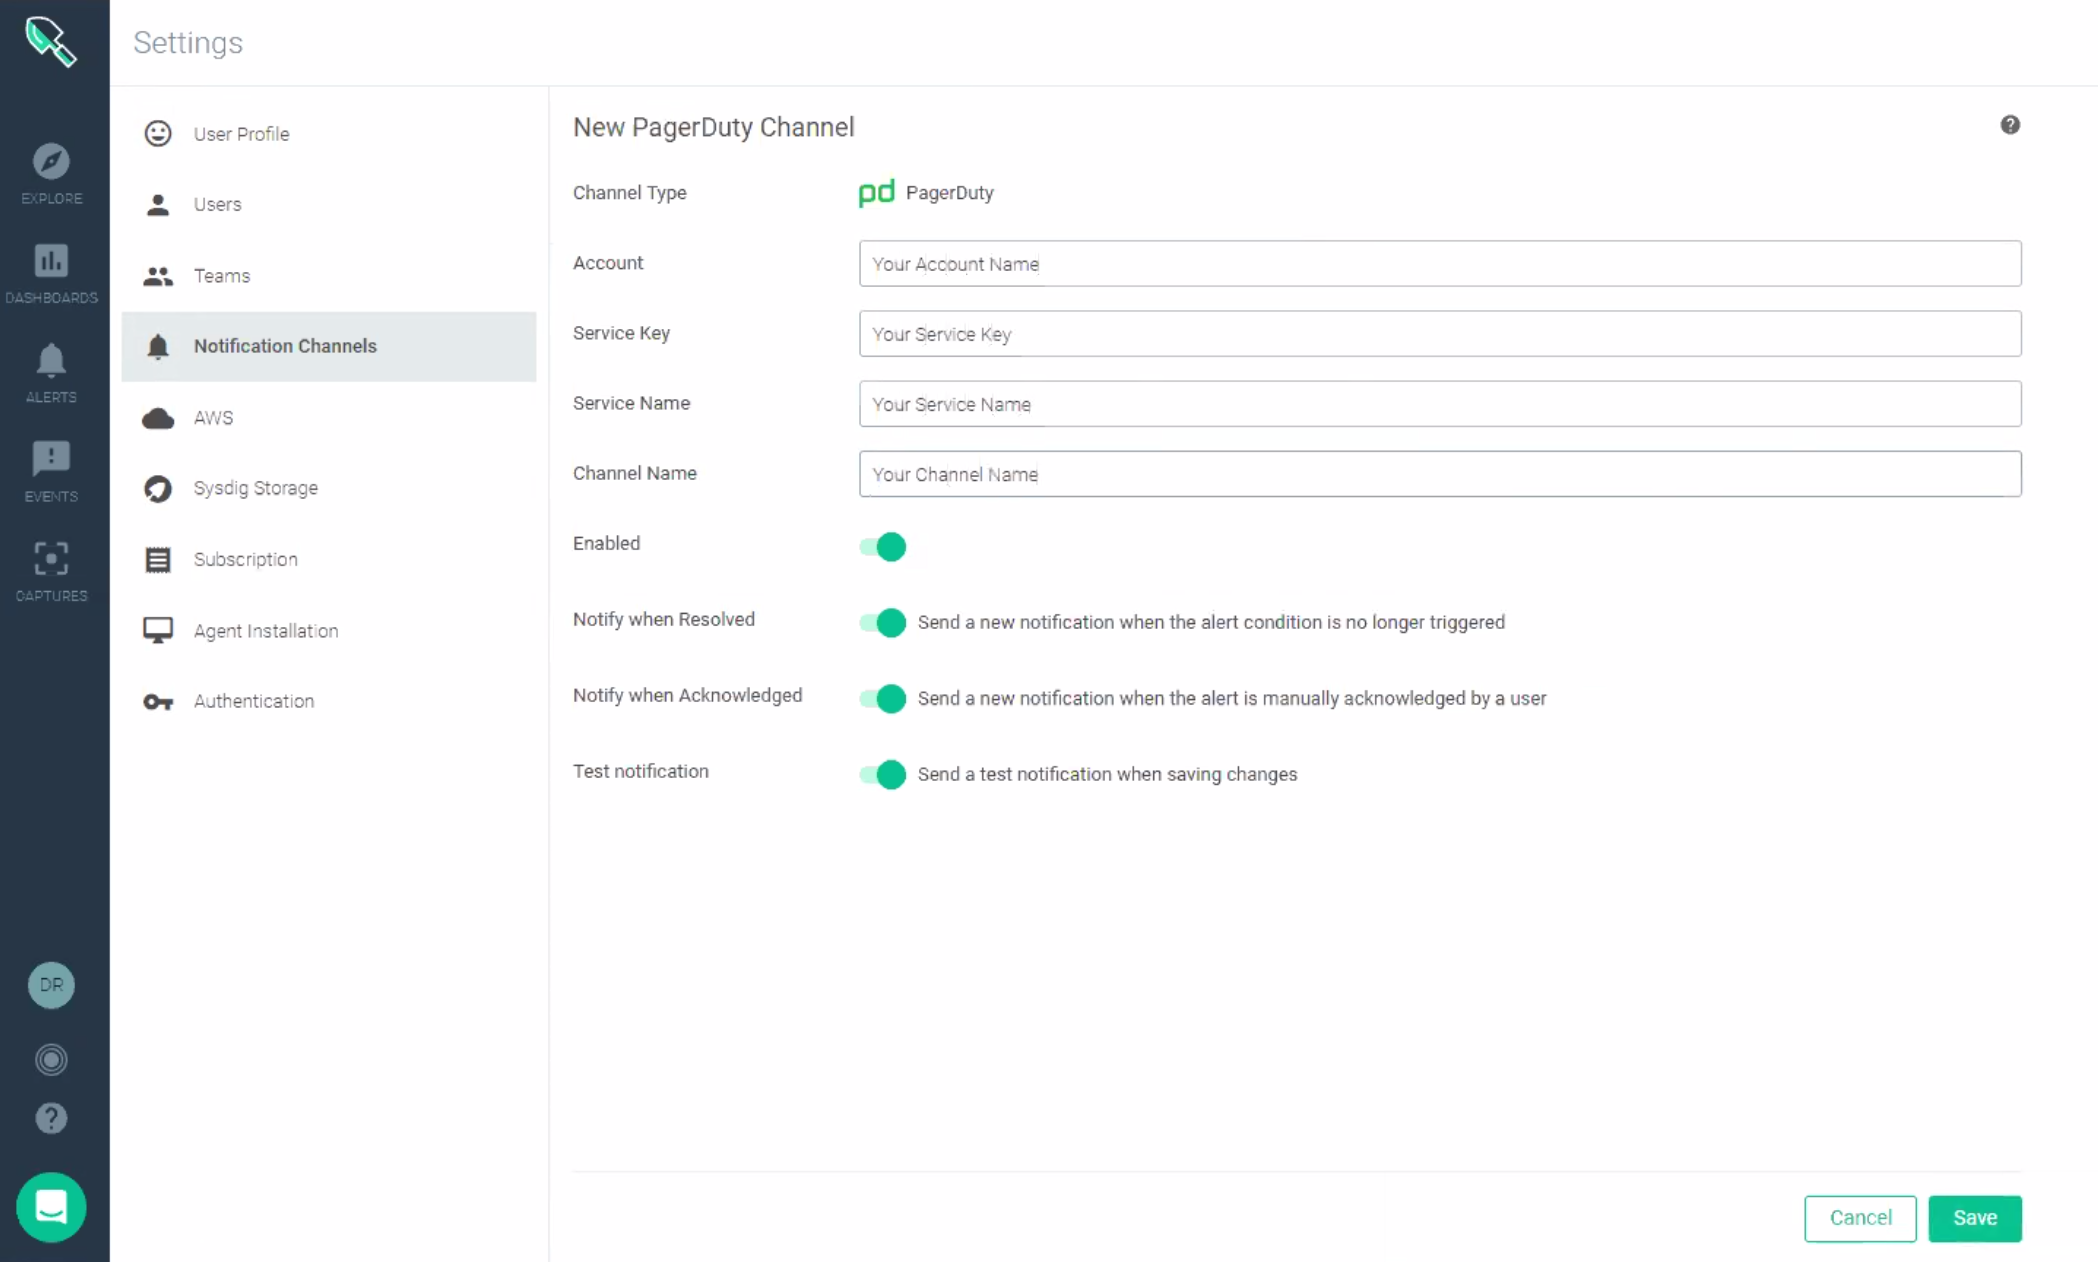 Settings
EXPLORE
DASHBOARDS
ALERTS
EVENTS
CAPTURES
DR
User Profile
Users
Teams
Notification Channels
AWS
Sysdig Storage
Subscription
Agent Installation
Authentication
New PagerDuty Channel
Channel Type pd PagerDuty
Account Your Account Name
Service Key Your Service Key
Service Name Your Service Name
Channel Name Your Channel Name
Enabled
Notify when Resolved Send a new notification when the alert condition is no longer triggered
Notify when Acknowledged Send a new notification when the alert is manually acknowledged by a user
Test notification Send a test notification when saving changes
Cancel Save